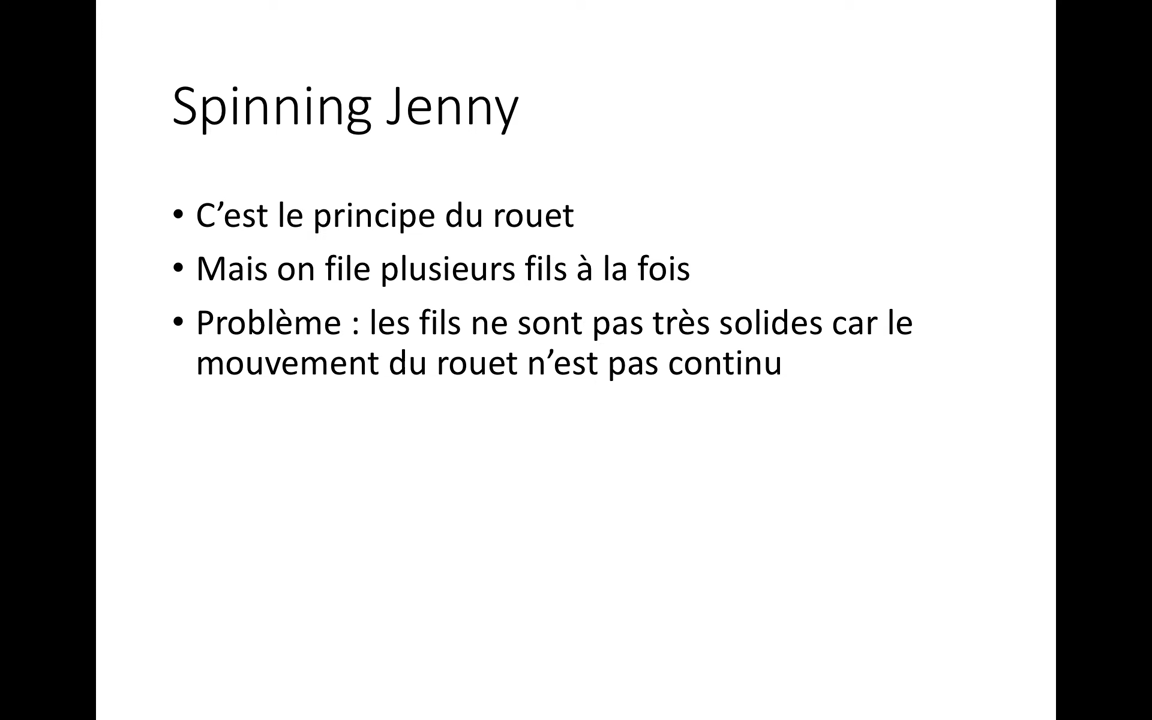 Spinning Jenny
• C’est le principe du rouet
• Mais on file plusieurs fils à la fois
• Problème : les fils ne sont pas très solides car le
mouvement du rouet n’est pas continu